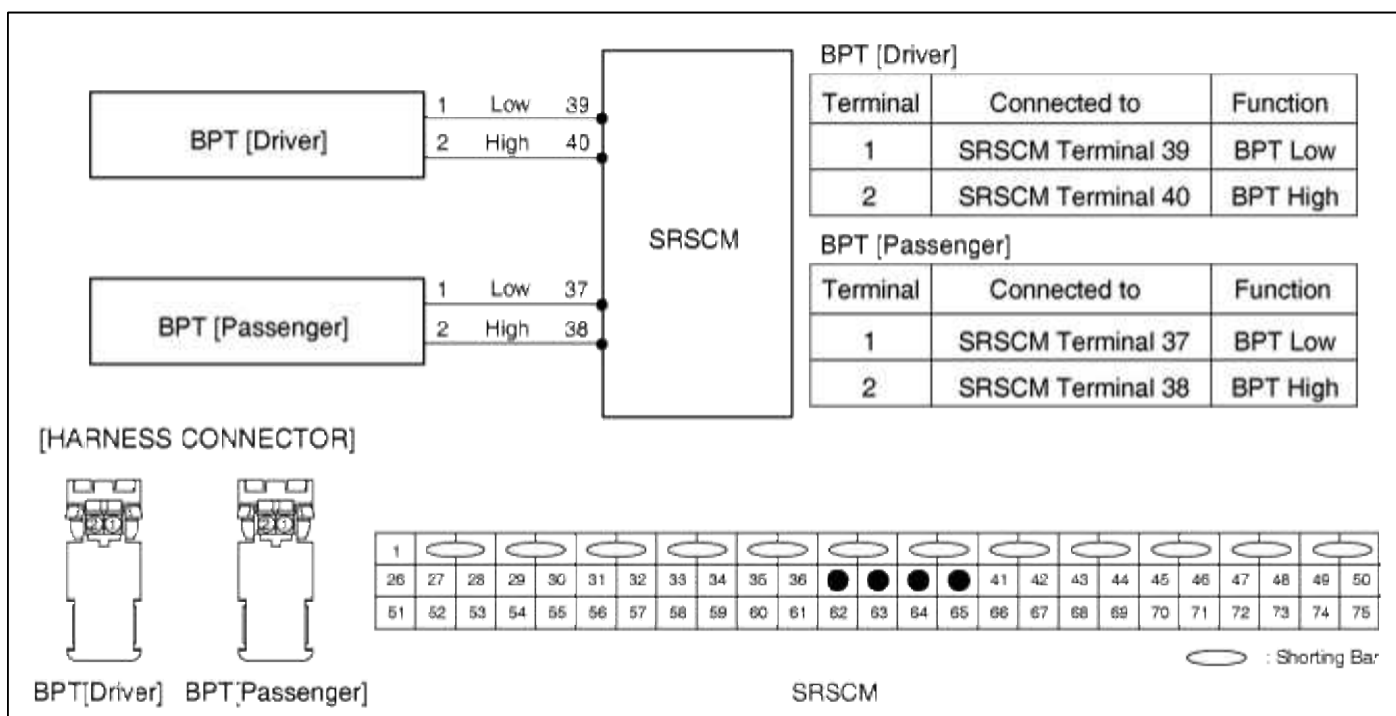 BPT [Driver]
1 Low 39
2 High 40
BPT [Passenger]
1 Low 37
2 High 38
SRSCM
BPT [Driver]
Terminal Connected to Function
1 SRSCM Terminal 39 BPT Low
2 SRSCM Terminal 40 BPT High
BPT [Passenger]
Terminal Connected to Function
1 SRSCM Terminal 37 BPT Low
2 SRSCM Terminal 38 BPT High
[HARNESS CONNECTOR]
2 1
BPT[Driver]
2 1
BPT[Passenger]
1
26 27 28 29 30 31 32 33 34 35 36 41 42 43 44 45 46 47 48 49 50
51 52 53 54 55 56 57 58 59 60 61 62 63 64 65 66 67 68 69 70 71 72 73 74 75
: Shorting Bar
SRSCM